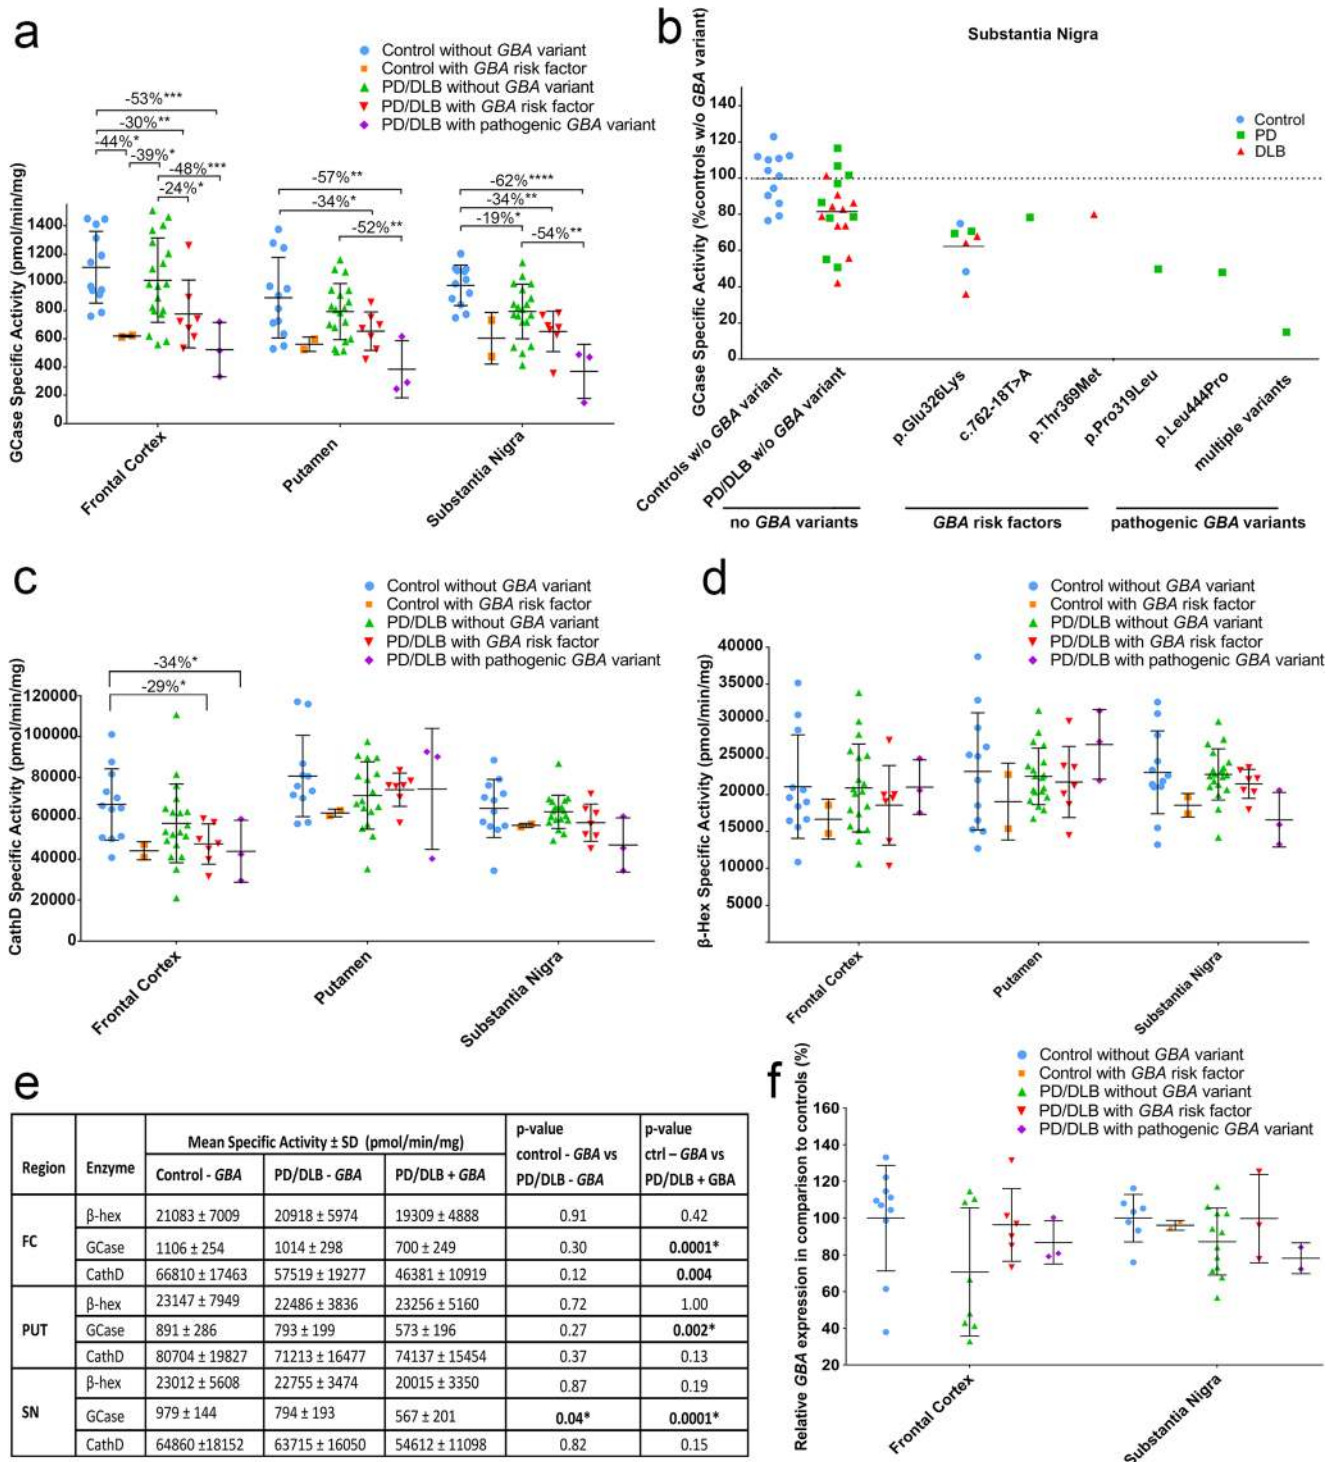 a
Control without GBA variant
Control with GBA risk factor
PD/DLB without GBA variant
PD/DLB with GBA risk factor
PD/DLB with pathogenic GBA variant
-53%***
-30%**
-44%*
-39%*
-48%***
-24%*
-57%**
-34%*
-52%**
-62%****
-34%**
-19%*
-54%**
GCase Specific Activity (pmol/min/mg)
1400
1200
1000
800
600
400
200
0
Frontal Cortex
Putamen
Substantia Nigra
b
Substantia Nigra
Control
PD
DLB
GCase Specific Activity (%controls w/o GBA variant)
140
120
100
80
60
40
20
0
Controls w/o GBA variant
PD/DLB w/o GBA variant
p.Glu326Lys
c.762-18T>A
p.Thr369Met
p.Pro319Leu
p.Leu444Pro
multiple variants
no GBA variants
GBA risk factors
pathogenic GBA variants
c
Control without GBA variant
Control with GBA risk factor
PD/DLB without GBA variant
PD/DLB with GBA risk factor
PD/DLB with pathogenic GBA variant
-34%*
-29%*
CathD Specific Activity (pmol/min/mg)
120000
100000
80000
60000
40000
20000
0
Frontal Cortex
Putamen
Substantia Nigra
d
Control without GBA variant
Control with GBA risk factor
PD/DLB without GBA variant
PD/DLB with GBA risk factor
PD/DLB with pathogenic GBA variant
β-Hex Specific Activity (pmol/min/mg)
40000
35000
30000
25000
20000
15000
10000
5000
0
Frontal Cortex
Putamen
Substantia Nigra
e
Region Enzyme Mean Specific Activity ± SD (pmol/min/mg) p-value control - GBA vs PD/DLB - GBA p-value ctrl – GBA vs PD/DLB + GBA
Control - GBA PD/DLB - GBA PD/DLB + GBA
FC β-hex 21083 ± 7009 20918 ± 5974 19309 ± 4888 0.91 0.42
GCase 1106 ± 254 1014 ± 298 700 ± 249 0.30 0.0001*
CathD 66810 ± 17463 57519 ± 19277 46381 ± 10919 0.12 0.004
PUT β-hex 23147 ± 7949 22486 ± 3836 23256 ± 5160 0.72 1.00
GCase 891 ± 286 793 ± 199 573 ± 196 0.27 0.002*
CathD 80704 ± 19827 71213 ± 16477 74137 ± 15454 0.37 0.13
SN β-hex 23012 ± 5608 22755 ± 3474 20015 ± 3350 0.87 0.19
GCase 979 ± 144 794 ± 193 567 ± 201 0.04* 0.0001*
CathD 64860 ±18152 63715 ± 16050 54612 ± 11098 0.82 0.15
f
Control without GBA variant
Control with GBA risk factor
PD/DLB without GBA variant
PD/DLB with GBA risk factor
PD/DLB with pathogenic GBA variant
Relative GBA expression in comparison to controls (%)
160
140
120
100
80
60
40
20
Frontal Cortex
Substantia Nigra